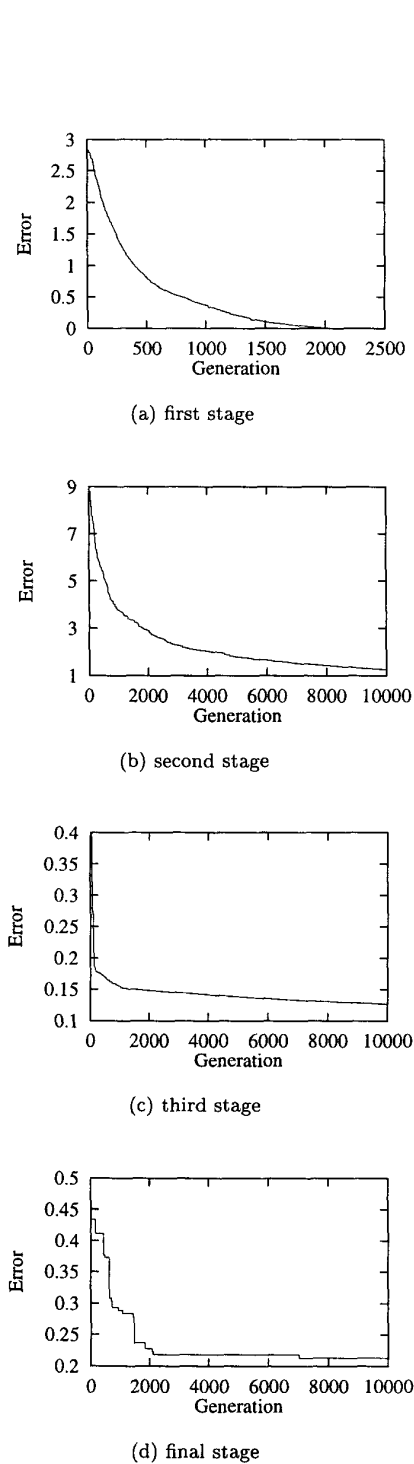 3
2.5
2
1.5
1
0.5
0
Error
0 500 1000 1500 2000 2500
Generation
(a) first stage
9
7
5
3
1
Error
0 2000 4000 6000 8000 10000
Generation
(b) second stage
0.4
0.35
0.3
0.25
0.2
0.15
0.1
Error
0 2000 4000 6000 8000 10000
Generation
(c) third stage
0.5
0.45
0.4
0.35
0.3
0.25
0.2
Error
0 2000 4000 6000 8000 10000
Generation
(d) final stage